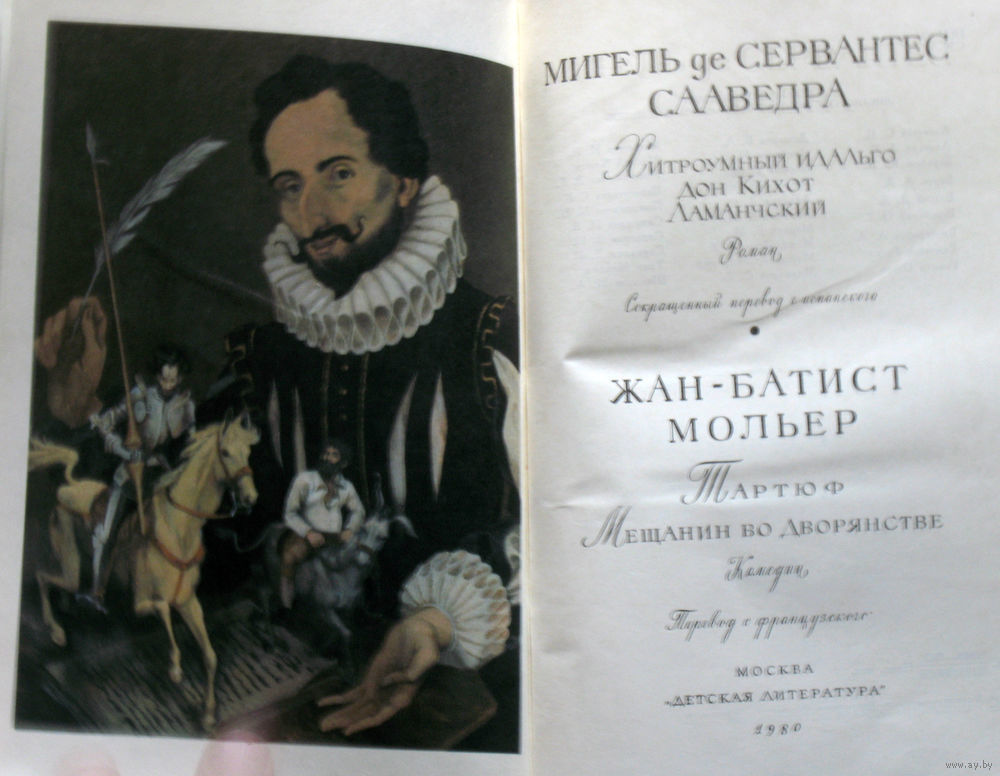 МИГЕЛЬ де СЕРВАНТЕС
СААВЕДРА
Хитроумный идальго
дон Кихот
Ламанчский
Роман
Сокращенный перевод с испанского
ЖАН-БАТИСТ
МОЛЬЕР
Тартюф
Мещанин во дворянстве
Комедии
Перевод с французского
МОСКВА
„ДЕТСКАЯ ЛИТЕРАТУРА"
1980
www.ay.by